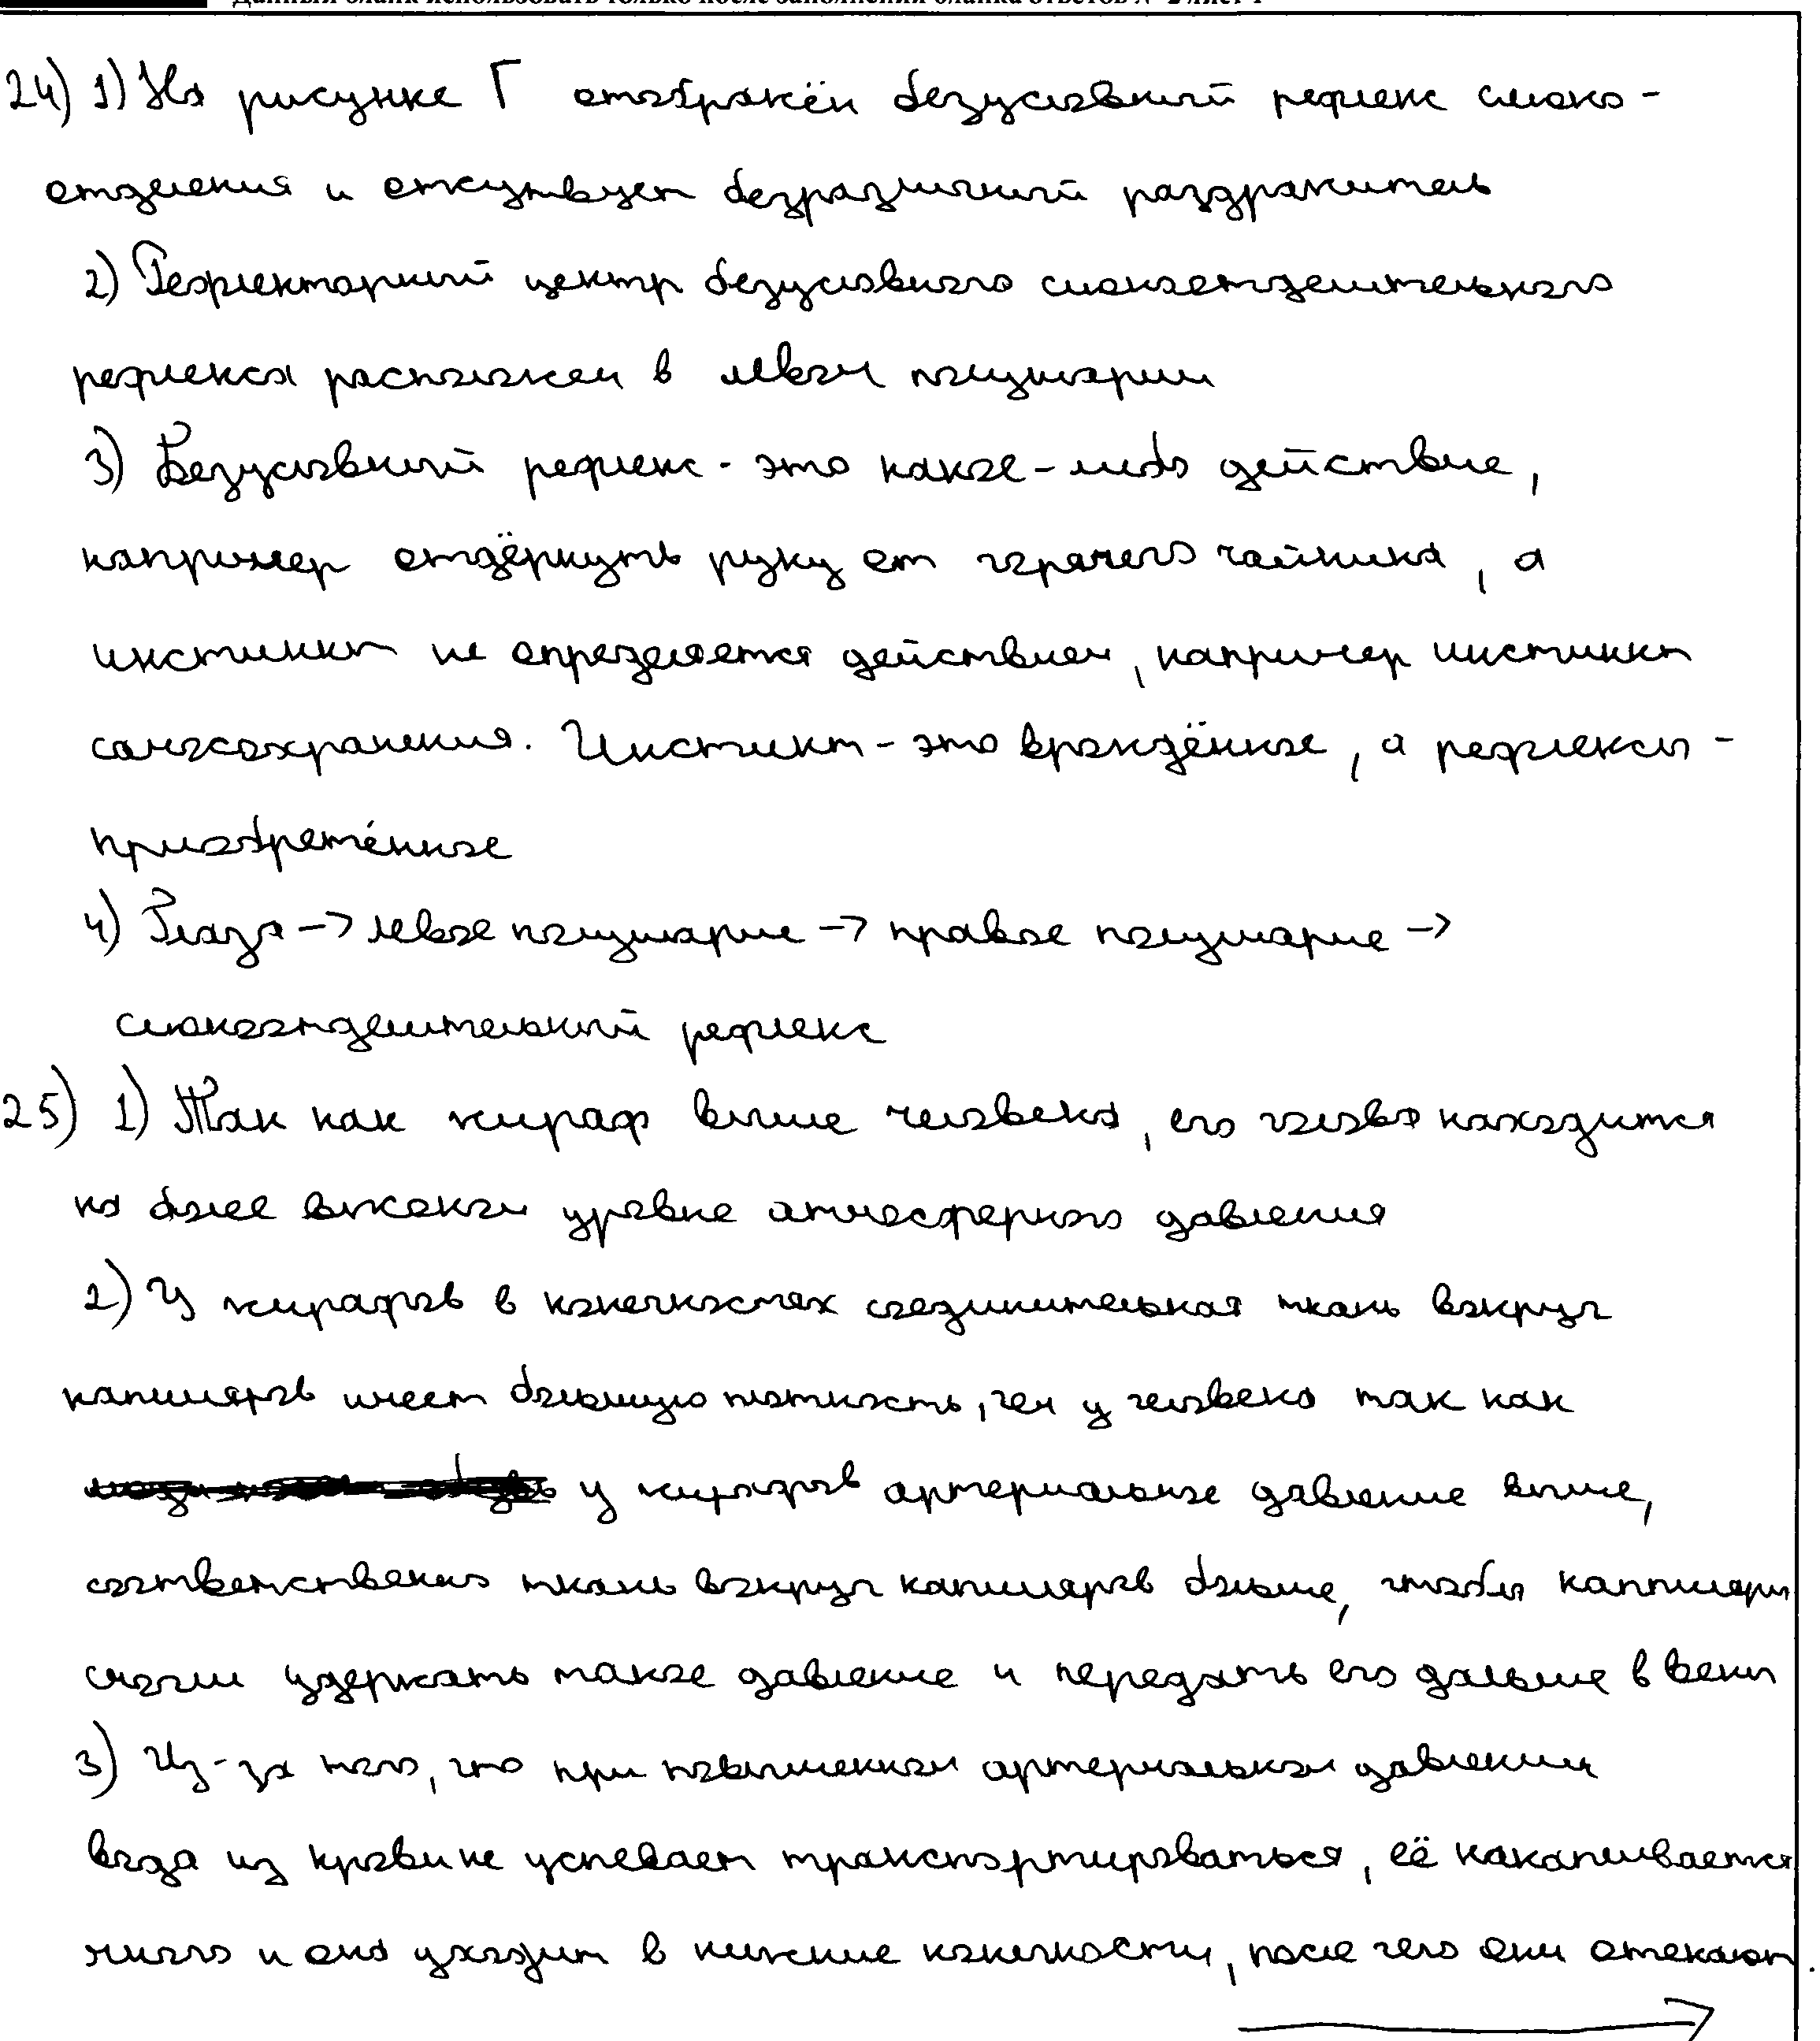 Данный бланк использовать только после заполнения бланка ответов № 2 лист 1
24) 1) На рисунке Г отображён безусловный рефлекс слюно-
отделения и отсутвует безразличный раздражитель
2) Рефлекторный центр безусловного слюноотделительного
рефлекса расположен в левом полушарии
3) Безусловный рефлекс - это какое-либо действие,
например отдёрнуть руку от горячего чайника, а
инстинкт не определяется действием, например инстинкт
самосохранения. Инстинкт - это врождённое, а рефлексы -
приобретённое
4) Глаза -> левое полушарие -> правое полушарие ->
слюноотделительный рефлекс
25) 1) Так как жираф выше человека, его голова находится
на более высоком уровне атмосферного давления
2) У жирафов в конечностях соединительная ткань вокруг
капилляров имеет большую плотность, чем у человека так как
у жирафов артериальное давление выше,
соответственно ткань вокруг капилляров больше, чтобы капилляры
смогли удержать такое давление и передать его дальше в вены
3) Из-за того, что при повышенном артериальном давлении
вода из крови не успевает транспортироваться, её накапливается
много и она уходит в нижние конечности, после чего они отекают.